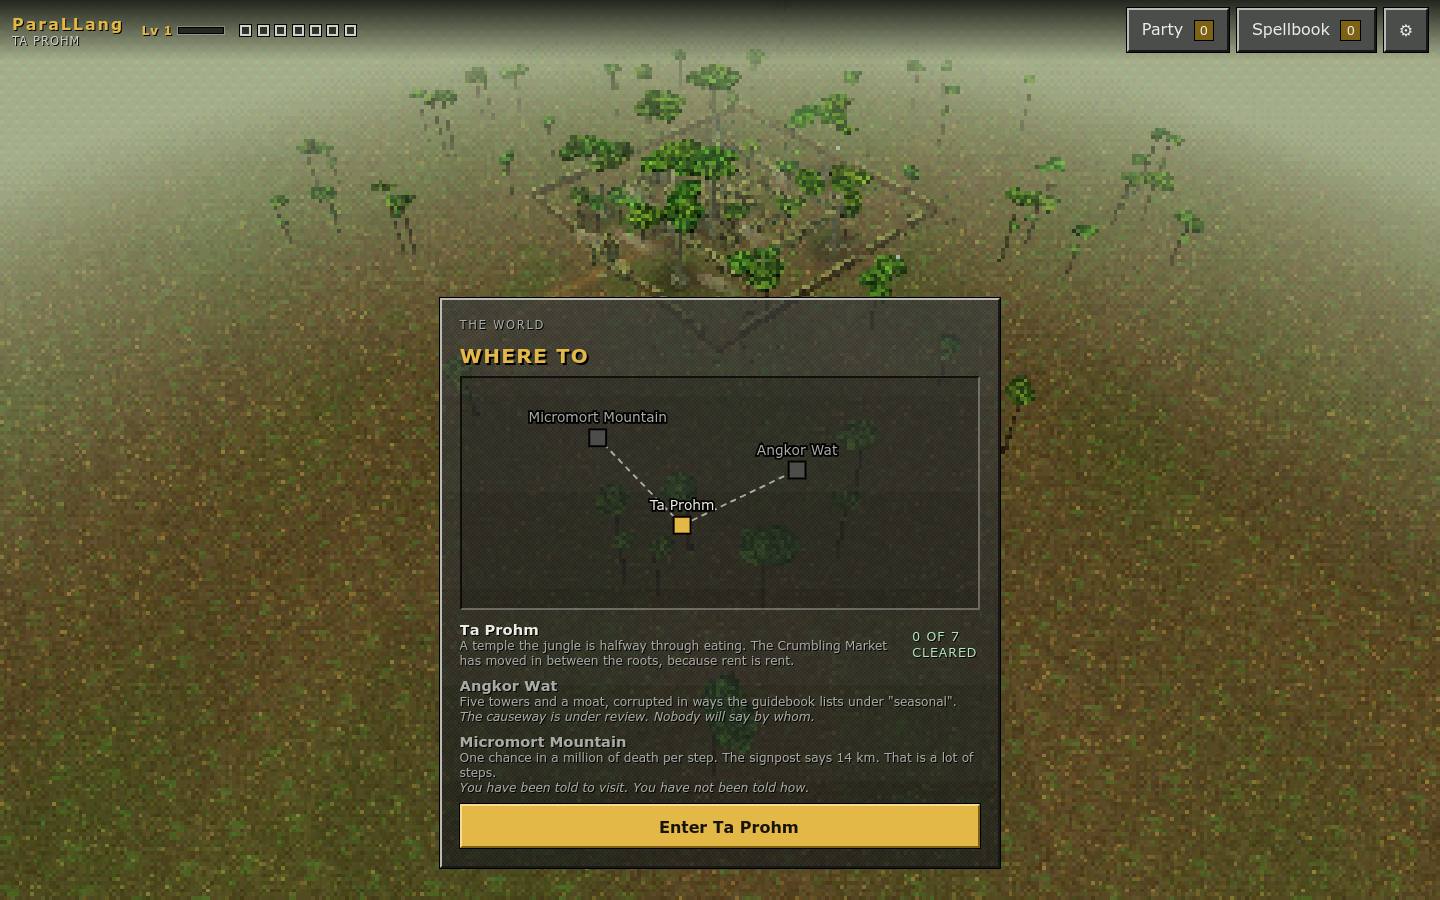 ParaLLang
TA PROHM
Lv 1
Party 0
Spellbook 0
THE WORLD
WHERE TO
Micromort Mountain
Angkor Wat
Ta Prohm
Ta Prohm
A temple the jungle is halfway through eating. The Crumbling Market
has moved in between the roots, because rent is rent.
0 OF 7
CLEARED
Angkor Wat
Five towers and a moat, corrupted in ways the guidebook lists under "seasonal".
The causeway is under review. Nobody will say by whom.
Micromort Mountain
One chance in a million of death per step. The signpost says 14 km. That is a lot of
steps.
You have been told to visit. You have not been told how.
Enter Ta Prohm